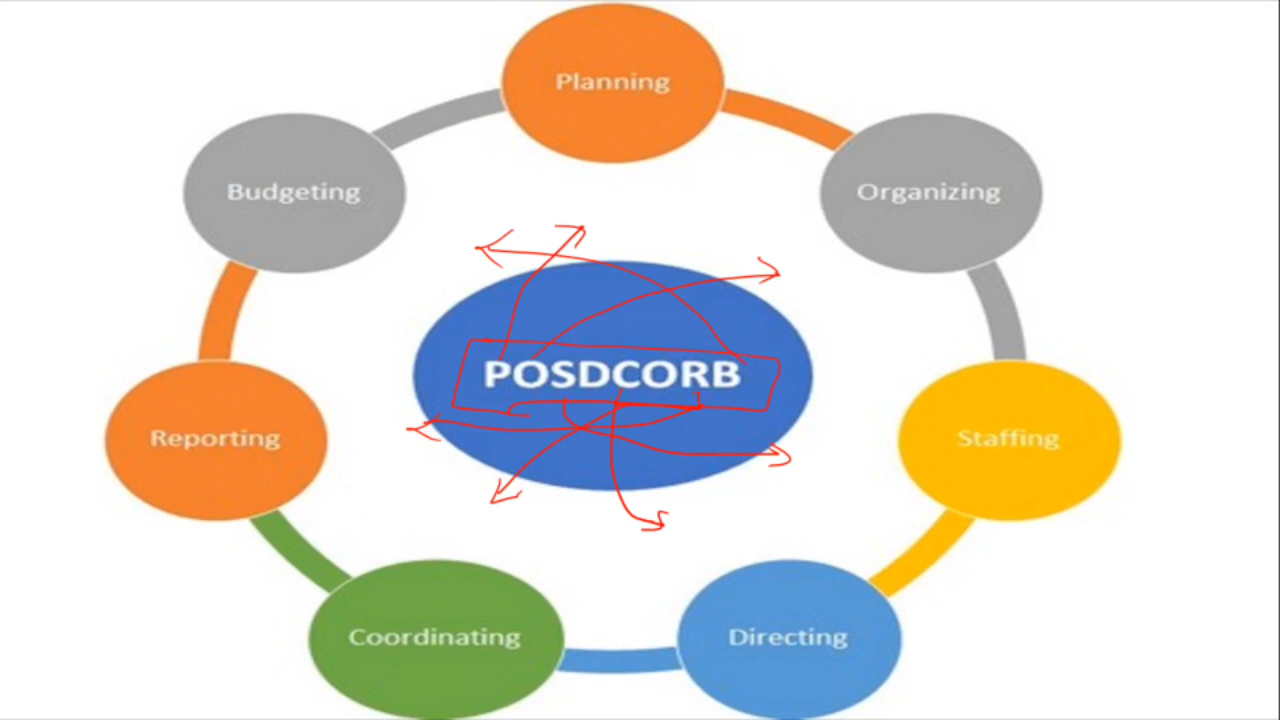 Planning
Budgeting
Organizing
POSDCORB
Reporting
Staffing
Coordinating
Directing